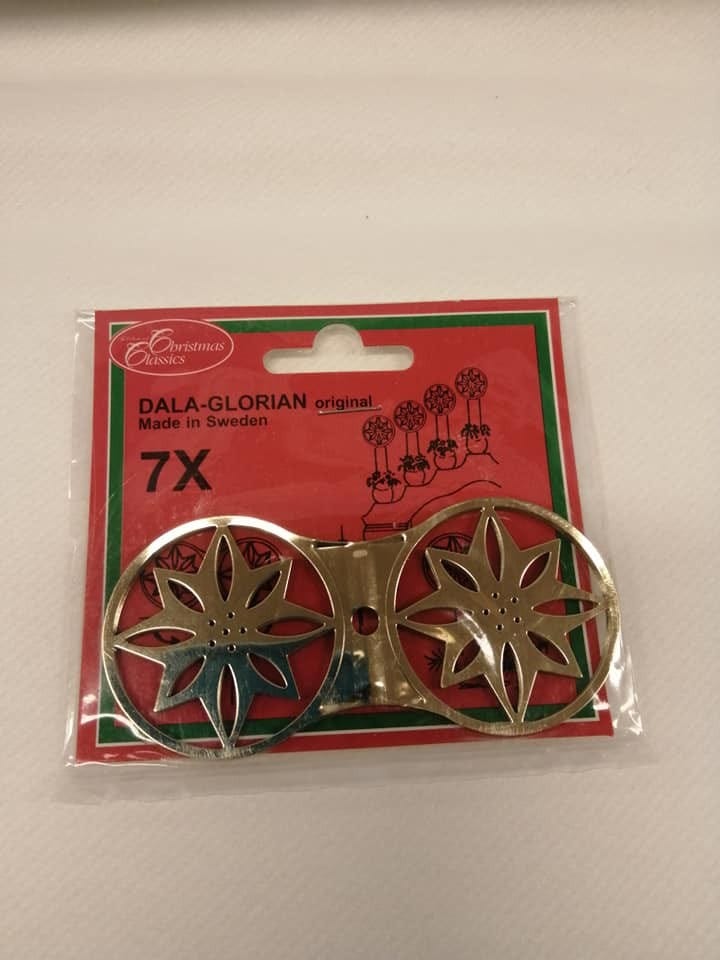 Christmas
Classics
DALA-GLORIAN original
Made in Sweden
7X